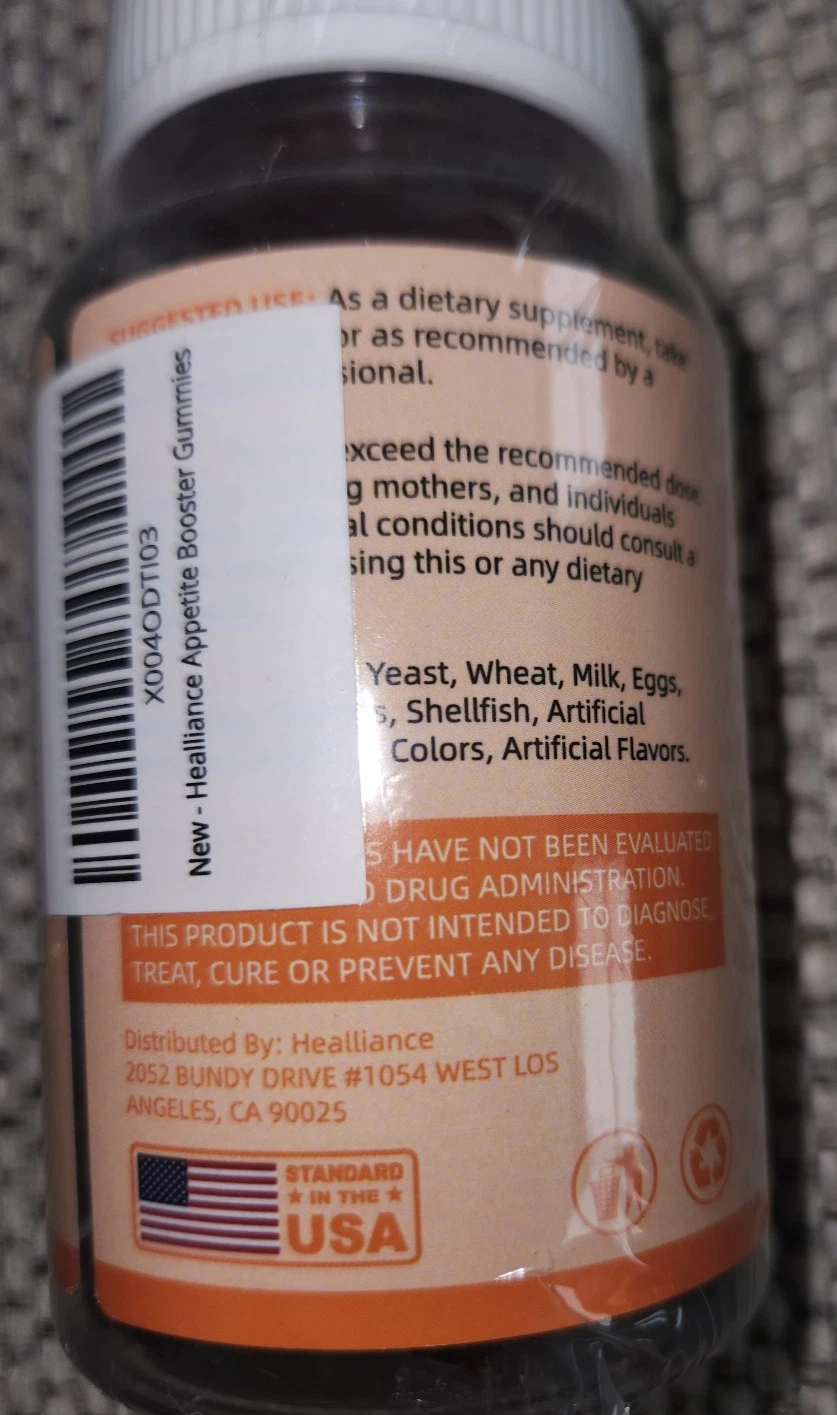 SUGGESTED USE: As a dietary supplement, take
or as recommended by a
sional.
exceed the recommended dose.
g mothers, and individuals
al conditions should consult a
sing this or any dietary
Yeast, Wheat, Milk, Eggs,
s, Shellfish, Artificial
Colors, Artificial Flavors.
X004ODTI03
New - Healliance Appetite Booster Gummies
S HAVE NOT BEEN EVALUATED
D DRUG ADMINISTRATION.
THIS PRODUCT IS NOT INTENDED TO DIAGNOSE,
TREAT, CURE OR PREVENT ANY DISEASE.
Distributed By: Healliance
2052 BUNDY DRIVE #1054 WEST LOS
ANGELES, CA 90025
STANDARD
IN THE
USA